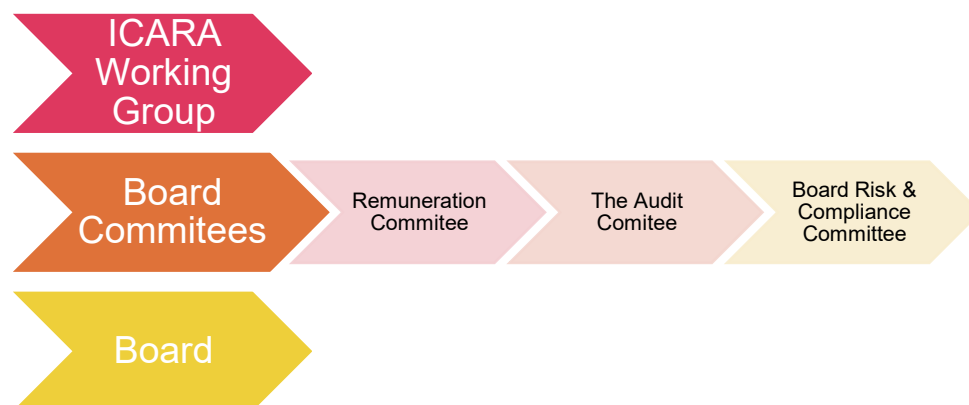 ICARA
Working
Group
Board
Commitees
Remuneration
Commitee
The Audit
Comitee
Board Risk &
Compliance
Committee
Board